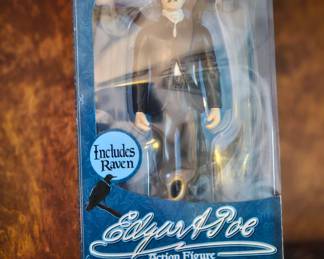 Includes
Raven
Edgar A Poe
Action Figure